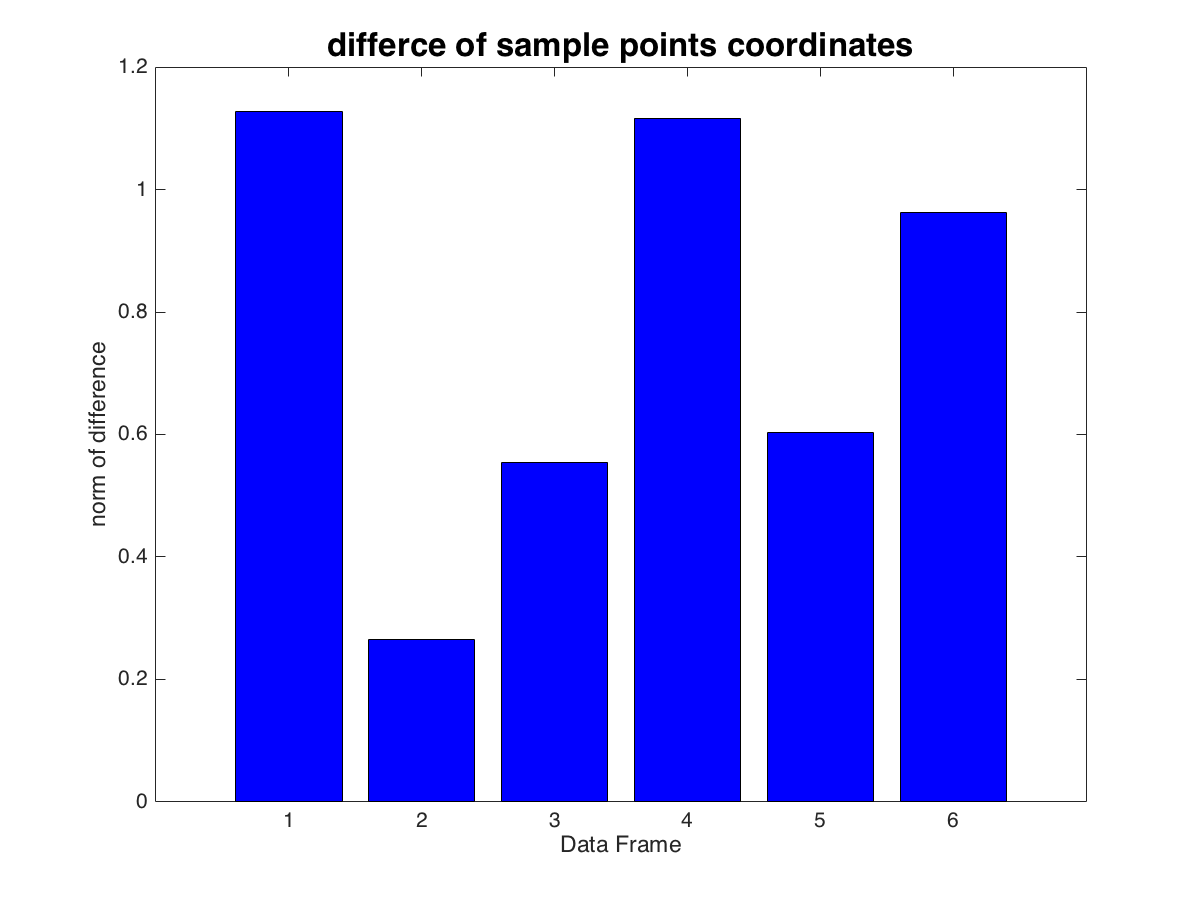 differce of sample points coordinates
1.2
1
0.8
0.6
0.4
0.2
0
norm of difference
1 2 3 4 5 6
Data Frame